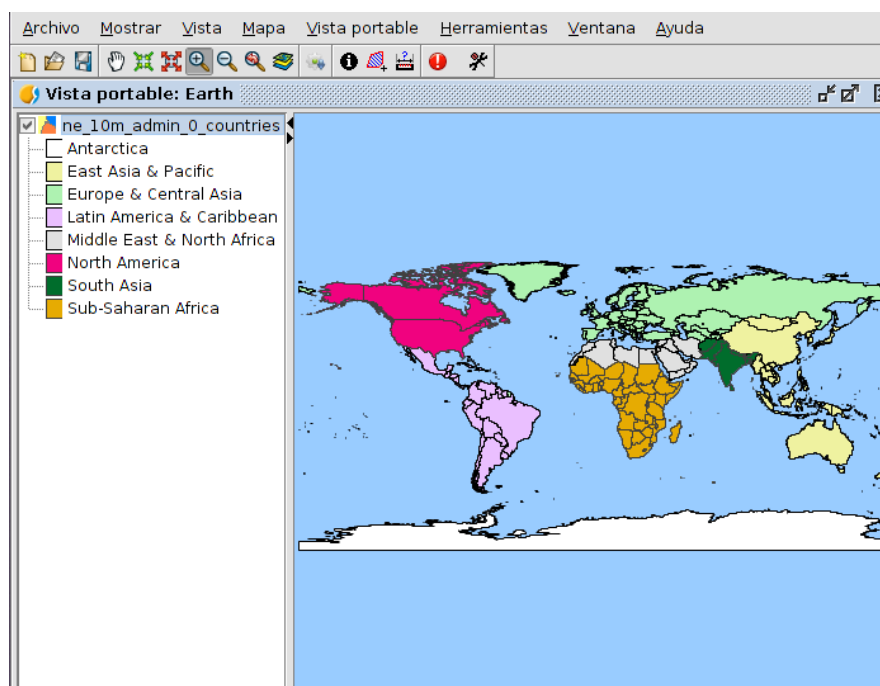 Archivo Mostrar Vista Mapa Vista portable Herramientas Ventana Ayuda
Vista portable: Earth
ne_10m_admin_0_countries
Antarctica
East Asia & Pacific
Europe & Central Asia
Latin America & Caribbean
Middle East & North Africa
North America
South Asia
Sub-Saharan Africa